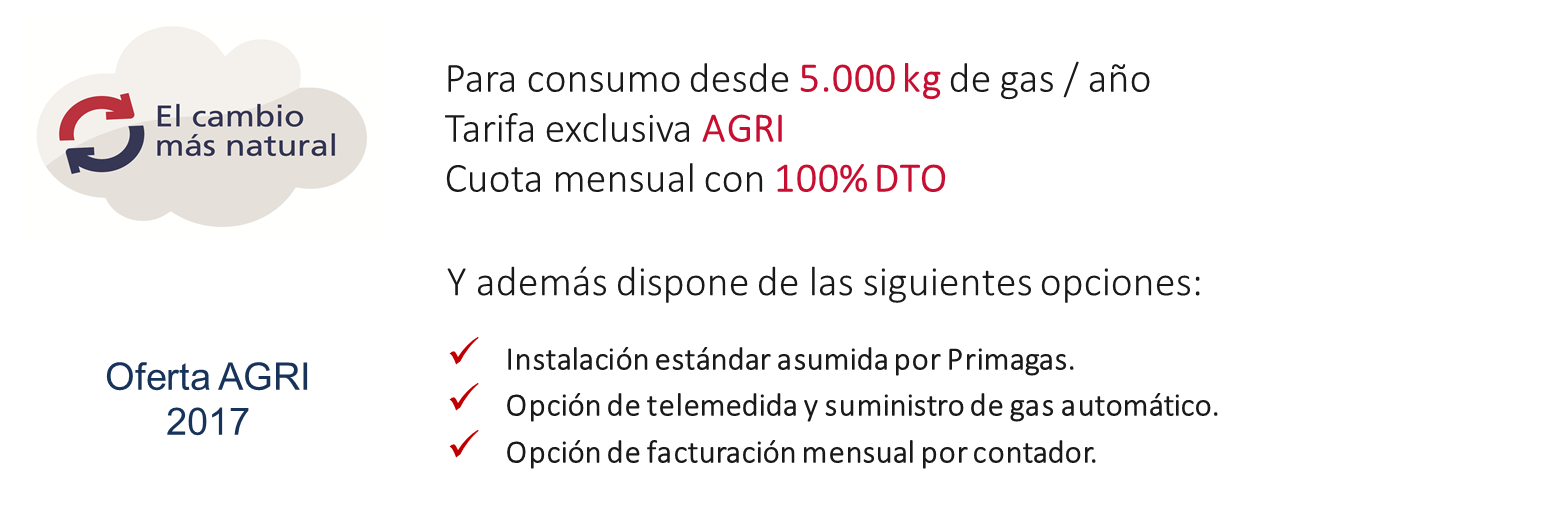 El cambio
más natural
Para consumo desde 5.000 kg de gas / año
Tarifa exclusiva AGRI
Cuota mensual con 100% DTO
Y además dispone de las siguientes opciones:
Oferta AGRI
2017
Instalación estándar asumida por Primagas.
Opción de telemedida y suministro de gas automático.
Opción de facturación mensual por contador.